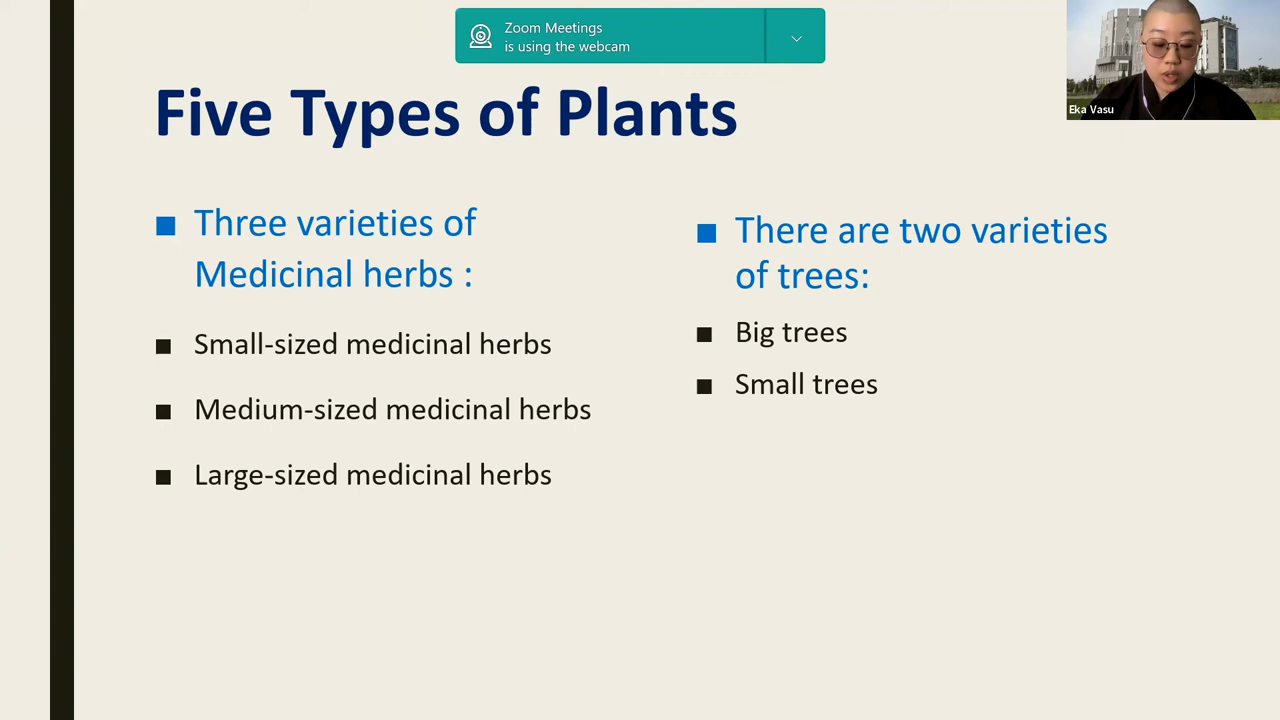 Zoom Meetings
is using the webcam
Eka Vasu
Five Types of Plants
■ Three varieties of
Medicinal herbs :
■ Small-sized medicinal herbs
■ Medium-sized medicinal herbs
■ Large-sized medicinal herbs
■ There are two varieties
of trees:
■ Big trees
■ Small trees